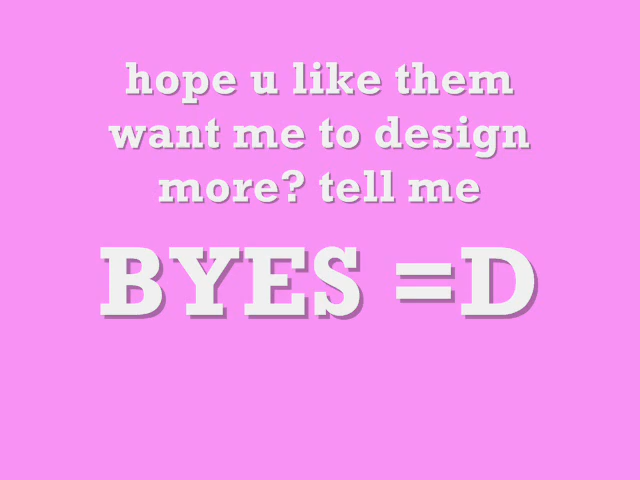 hope u like them
want me to design
more? tell me
BYES =D